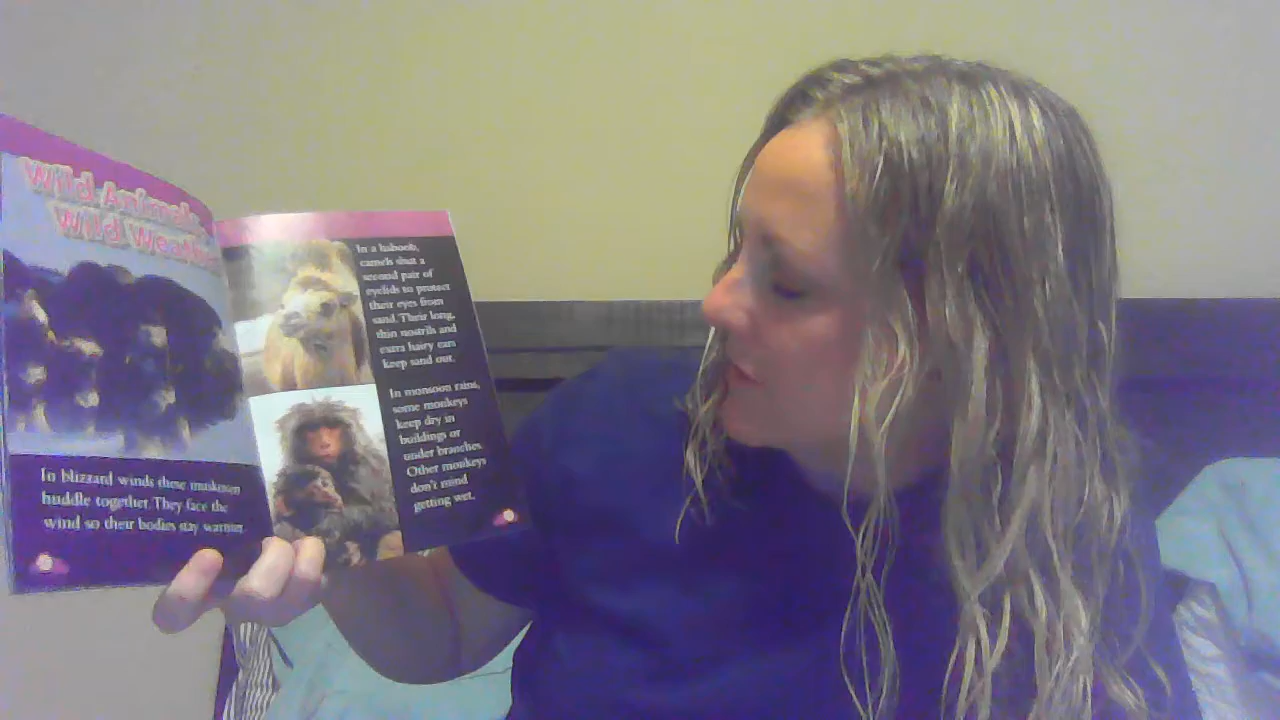 Wild Animals,
Wild Weather
In blizzard winds these muskoxen
huddle together. They face the
wind so their bodies stay warmer.
In a haboob,
camels shut a
second pair of
eyelids to protect
their eyes from
sand. Their long,
thin nostrils and
extra hairy ears
keep sand out.
In monsoon rains,
some monkeys
keep dry in
buildings or
under branches.
Other monkeys
don't mind
getting wet.